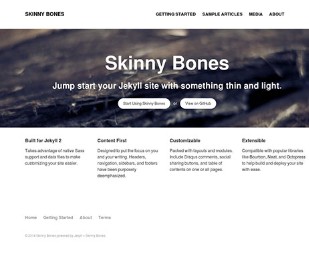 SKINNY BONES
GETTING STARTED SAMPLE ARTICLES MEDIA ABOUT
Skinny Bones
Jump start your Jekyll site with something thin and light.
Start Using Skinny Bones or View on GitHub
Built for Jekyll 2
Takes advantage of native Sass
support and data files to make
customizing your site easier.
Content First
Designed to put the focus on you
and your writing. Headers,
navigation, sidebars, and footers
have been purposely
deemphasized.
Customizable
Packed with layouts and modules.
Include Disqus comments, social
sharing buttons, and table of
contents on one or all pages.
Extensible
Compatible with popular libraries
like Bourbon, Neat, and Octopress
to help build and deploy your site
with ease.
Home Getting Started About Terms